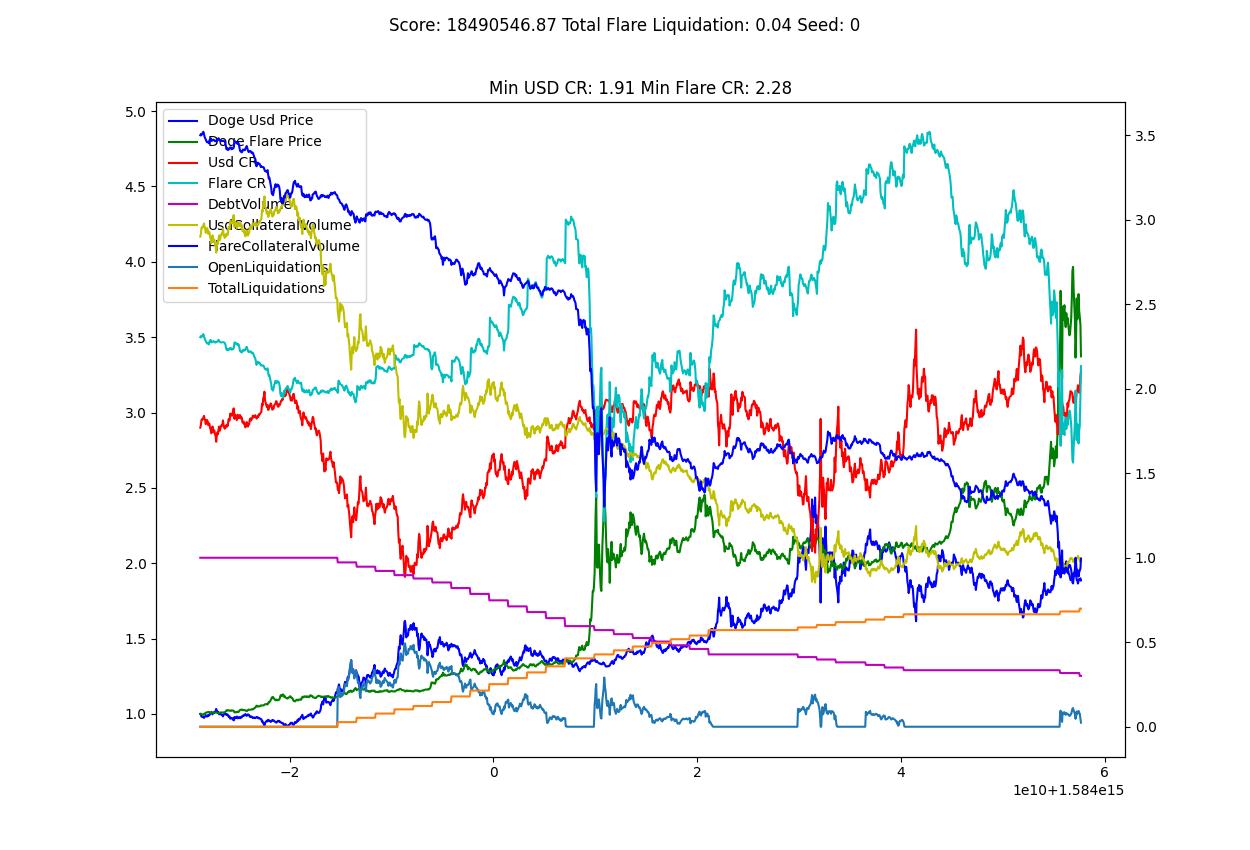 Score: 18490546.87 Total Flare Liquidation: 0.04 Seed: 0
Min USD CR: 1.91 Min Flare CR: 2.28
Doge Usd Price
Doge Flare Price
Usd CR
Flare CR
DebtVolume
UsdCollateralVolume
FlareCollateralVolume
OpenLiquidations
TotalLiquidations
5.0
4.5
4.0
3.5
3.0
2.5
2.0
1.5
1.0
3.5
3.0
2.5
2.0
1.5
1.0
0.5
0.0
−2
0
2
4
6
1e10+1.584e15